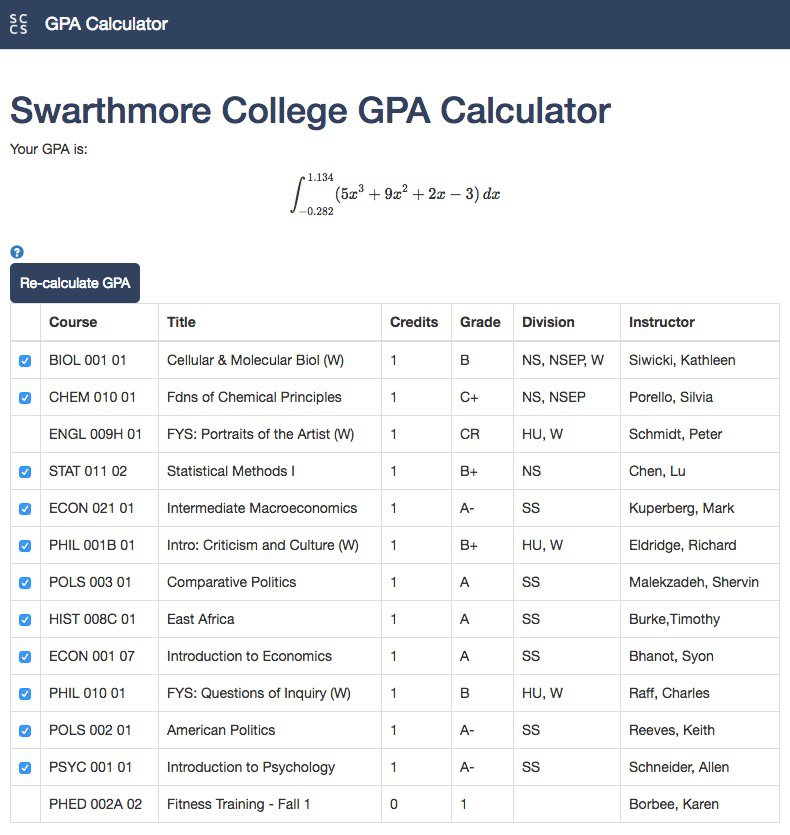 SC
CS
GPA Calculator
Swarthmore College GPA Calculator
Your GPA is:
∫_{-0.282}^{1.134} (5x³ + 9x² + 2x − 3) dx
?
Re-calculate GPA
Course Title Credits Grade Division Instructor
BIOL 001 01 Cellular & Molecular Biol (W) 1 B NS, NSEP, W Siwicki, Kathleen
CHEM 010 01 Fdns of Chemical Principles 1 C+ NS, NSEP Porello, Silvia
ENGL 009H 01 FYS: Portraits of the Artist (W) 1 CR HU, W Schmidt, Peter
STAT 011 02 Statistical Methods I 1 B+ NS Chen, Lu
ECON 021 01 Intermediate Macroeconomics 1 A- SS Kuperberg, Mark
PHIL 001B 01 Intro: Criticism and Culture (W) 1 B+ HU, W Eldridge, Richard
POLS 003 01 Comparative Politics 1 A SS Malekzadeh, Shervin
HIST 008C 01 East Africa 1 A SS Burke,Timothy
ECON 001 07 Introduction to Economics 1 A SS Bhanot, Syon
PHIL 010 01 FYS: Questions of Inquiry (W) 1 B HU, W Raff, Charles
POLS 002 01 American Politics 1 A- SS Reeves, Keith
PSYC 001 01 Introduction to Psychology 1 A- SS Schneider, Allen
PHED 002A 02 Fitness Training - Fall 1 0 1 Borbee, Karen